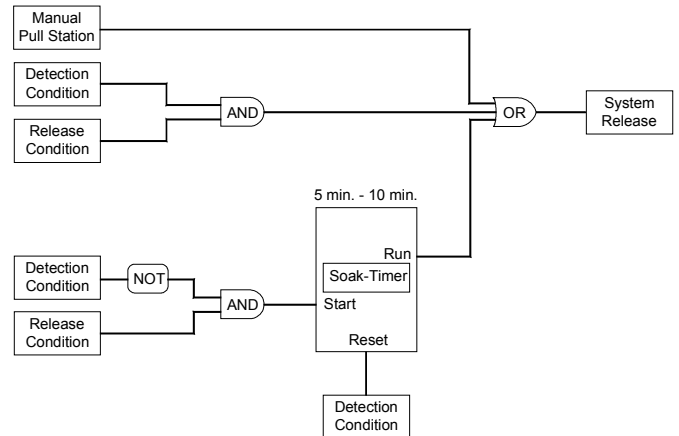 Manual
Pull Station
Detection
Condition
AND
Release
Condition
OR
System
Release
5 min. - 10 min.
Run
Soak-Timer
Start
Reset
Detection
Condition
NOT
AND
Release
Condition
Detection
Condition